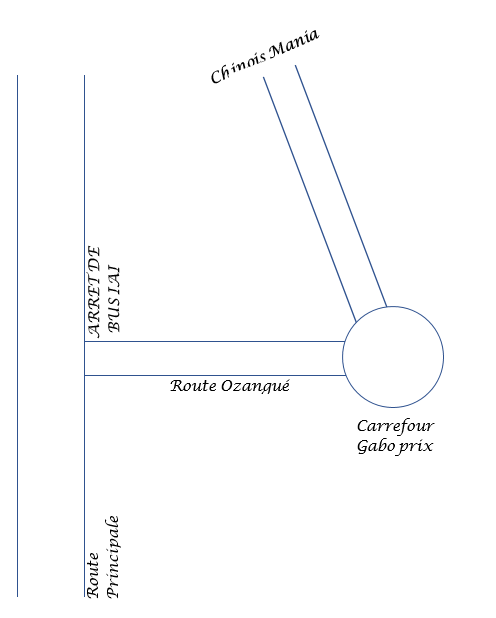 Chinois Mania
ARRET DE
BUS IAI
Route Ozangué
Carrefour
Gabo prix
Route
Principale